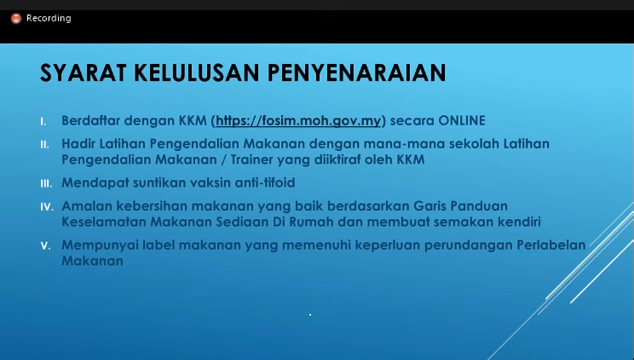 Recording
SYARAT KELULUSAN PENYENARAIAN
I. Berdaftar dengan KKM (https://fosim.moh.gov.my) secara ONLINE
II. Hadir Latihan Pengendalian Makanan dengan mana-mana sekolah Latihan
Pengendalian Makanan / Trainer yang diiktiraf oleh KKM
III. Mendapat suntikan vaksin anti-tifoid
IV. Amalan kebersihan makanan yang baik berdasarkan Garis Panduan
Keselamatan Makanan Sediaan Di Rumah dan membuat semakan kendiri
V. Mempunyai label makanan yang memenuhi keperluan perundangan Perlabelan
Makanan